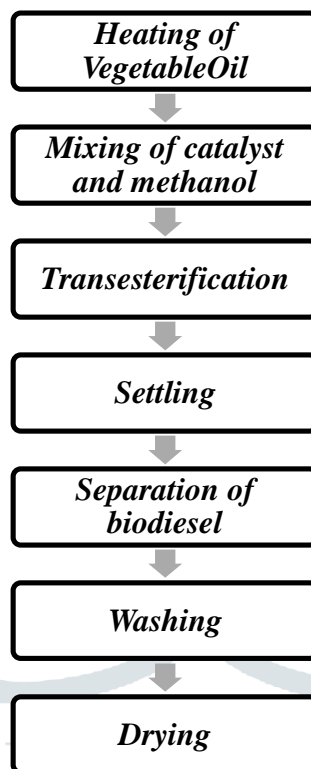 Heating of
VegetableOil
Mixing of catalyst
and methanol
Transesterification
Settling
Separation of
biodiesel
Washing
Drying